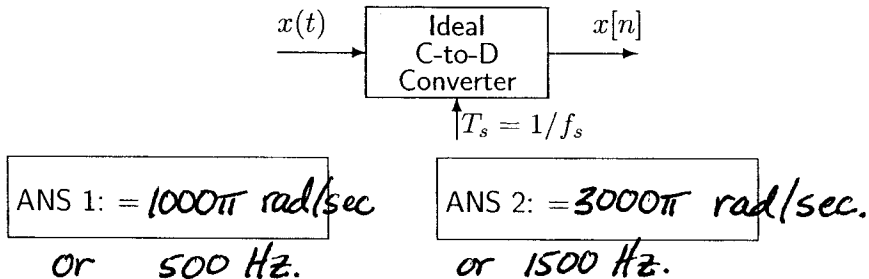 x(t) Ideal x[n]
C-to-D
Converter
T_s = 1/f_s
ANS 1: = 1000π rad/sec
or 500 Hz.
ANS 2: = 3000π rad/sec.
or 1500 Hz.